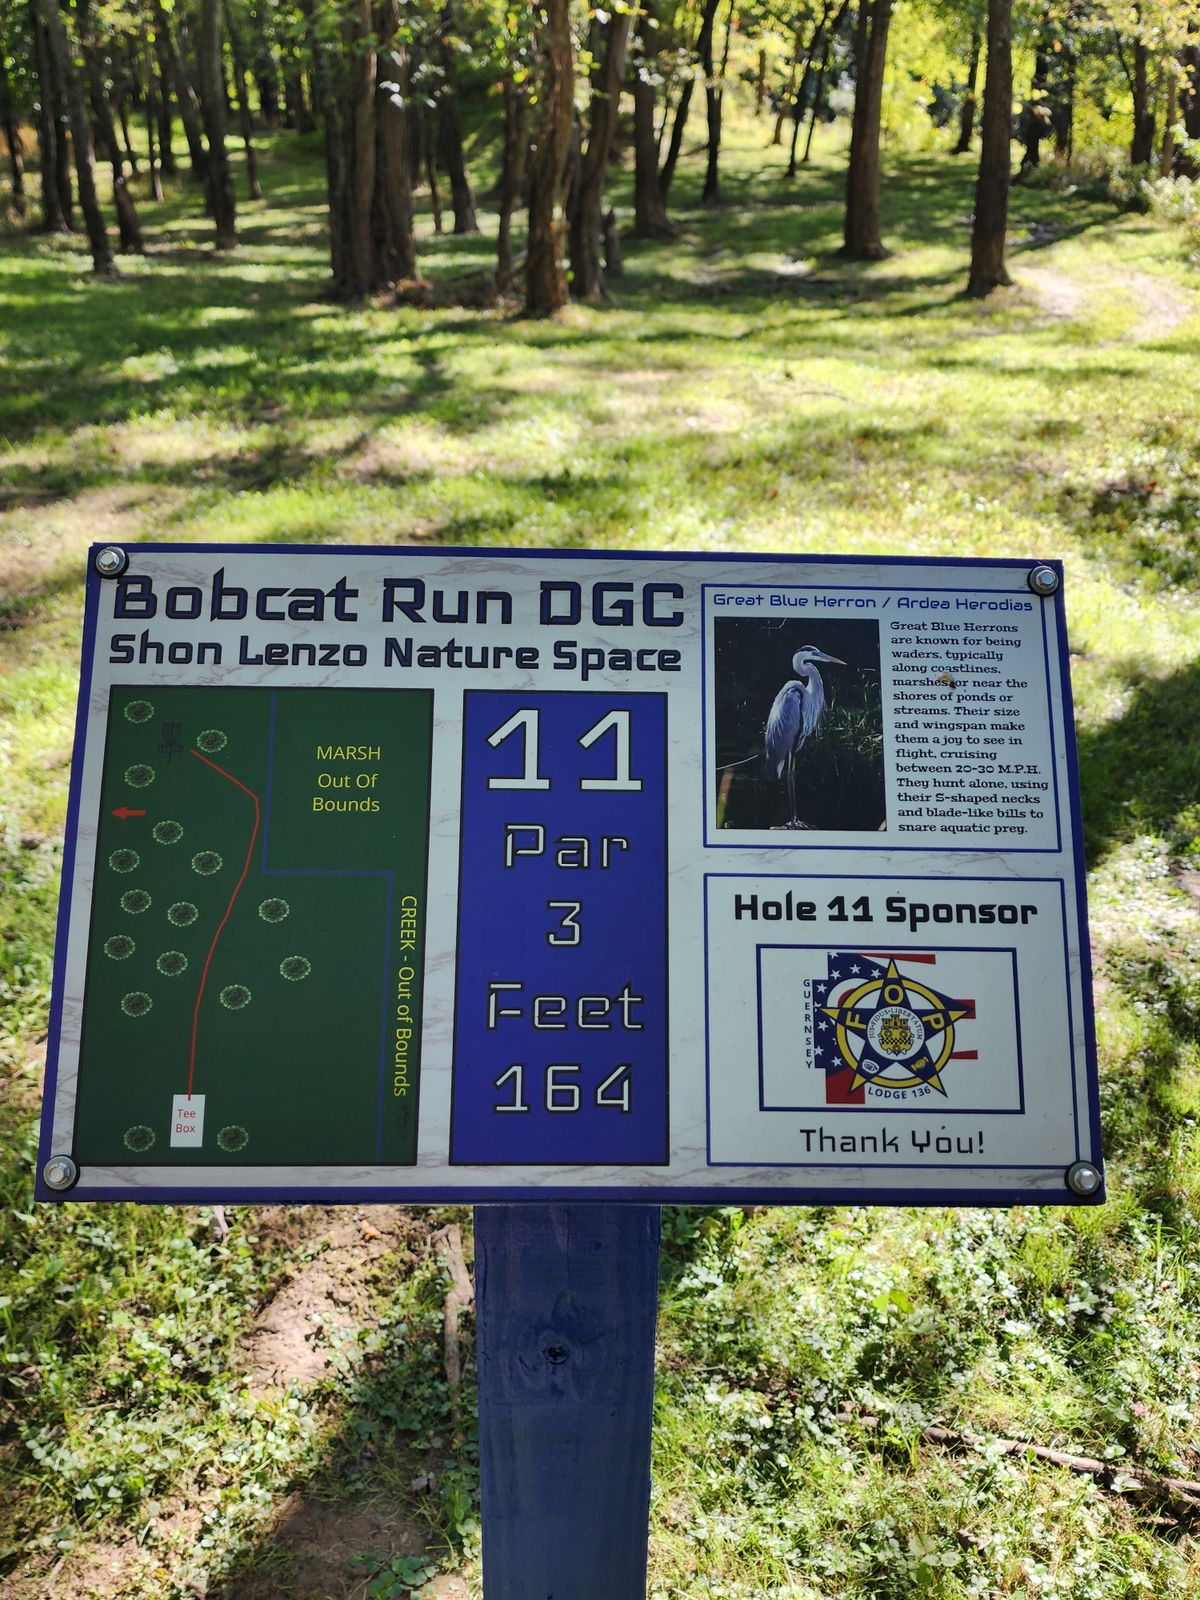 Bobcat Run DGC
Shon Lenzo Nature Space
MARSH
Out Of
Bounds
CREEK - Out of Bounds
Tee
Box
11
Par
3
Feet
164
Great Blue Herron / Ardea Herodias
Great Blue Herrons
are known for being
waders, typically
along coastlines,
marshes, or near the
shores of ponds or
streams. Their size
and wingspan make
them a joy to see in
flight, cruising
between 20-30 M.P.H.
They hunt alone, using
their S-shaped necks
and blade-like bills to
snare aquatic prey.
Hole 11 Sponsor
GUERNSEY
FOP
JUS•FIDUS•LIBERTATUM
LODGE 136
Thank You!